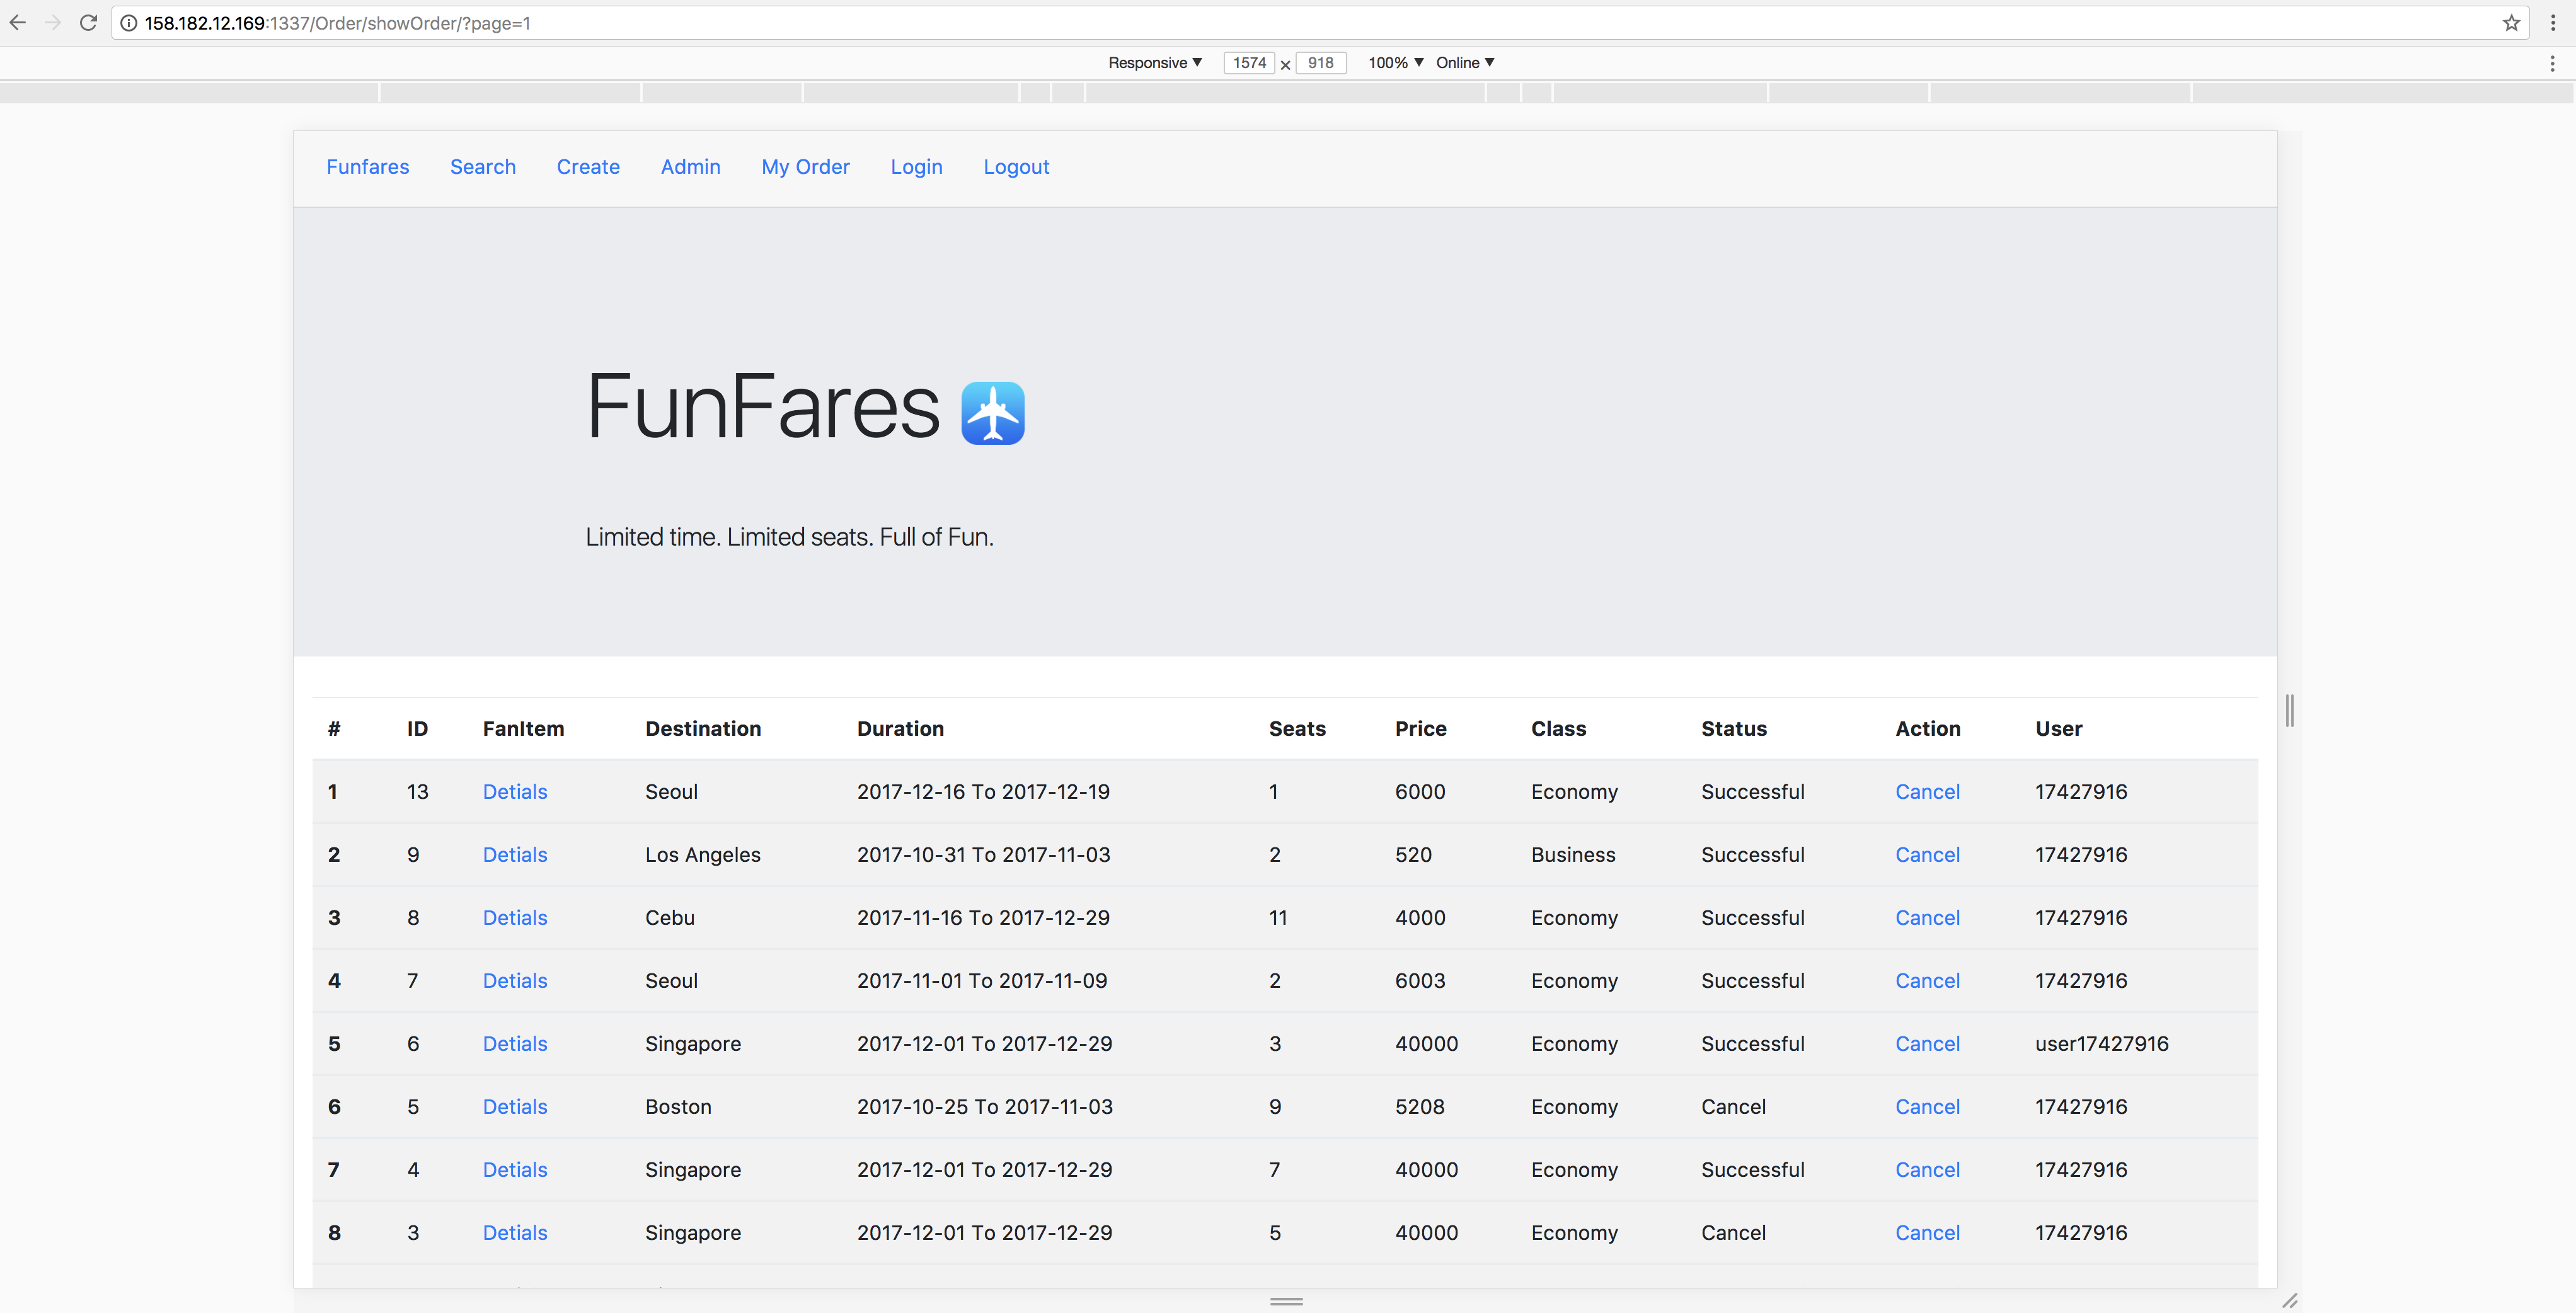 158.182.12.169:1337/Order/showOrder/?page=1
Responsive ▼ 1574 × 918 100% ▼ Online ▼
Funfares Search Create Admin My Order Login Logout
FunFares
Limited time. Limited seats. Full of Fun.
# ID FanItem Destination Duration Seats Price Class Status Action User
1 13 Detials Seoul 2017-12-16 To 2017-12-19 1 6000 Economy Successful Cancel 17427916
2 9 Detials Los Angeles 2017-10-31 To 2017-11-03 2 520 Business Successful Cancel 17427916
3 8 Detials Cebu 2017-11-16 To 2017-12-29 11 4000 Economy Successful Cancel 17427916
4 7 Detials Seoul 2017-11-01 To 2017-11-09 2 6003 Economy Successful Cancel 17427916
5 6 Detials Singapore 2017-12-01 To 2017-12-29 3 40000 Economy Successful Cancel user17427916
6 5 Detials Boston 2017-10-25 To 2017-11-03 9 5208 Economy Cancel Cancel 17427916
7 4 Detials Singapore 2017-12-01 To 2017-12-29 7 40000 Economy Successful Cancel 17427916
8 3 Detials Singapore 2017-12-01 To 2017-12-29 5 40000 Economy Cancel Cancel 17427916